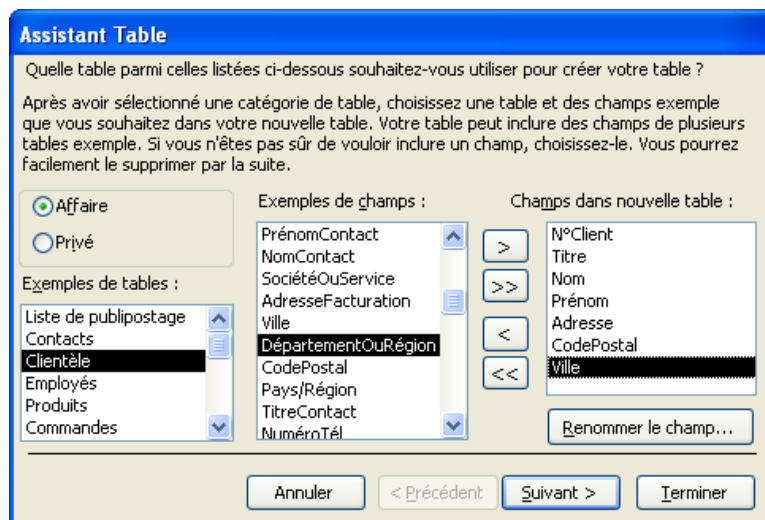 Assistant Table
Quelle table parmi celles listées ci-dessous souhaitez-vous utiliser pour créer votre table ?
Après avoir sélectionné une catégorie de table, choisissez une table et des champs exemple
que vous souhaitez dans votre nouvelle table. Votre table peut inclure des champs de plusieurs
tables exemple. Si vous n'êtes pas sûr de vouloir inclure un champ, choisissez-le. Vous pourrez
facilement le supprimer par la suite.
Affaire
Privé
Exemples de tables :
Liste de publipostage
Contacts
Clientèle
Employés
Produits
Commandes
Exemples de champs :
PrénomContact
NomContact
SociétéOuService
AdresseFacturation
Ville
DépartementOuRégion
CodePostal
Pays/Région
TitreContact
NuméroTél
>
>>
<
<<
Champs dans nouvelle table :
N°Client
Titre
Nom
Prénom
Adresse
CodePostal
Ville
Renommer le champ...
Annuler
< Précédent
Suivant >
Terminer